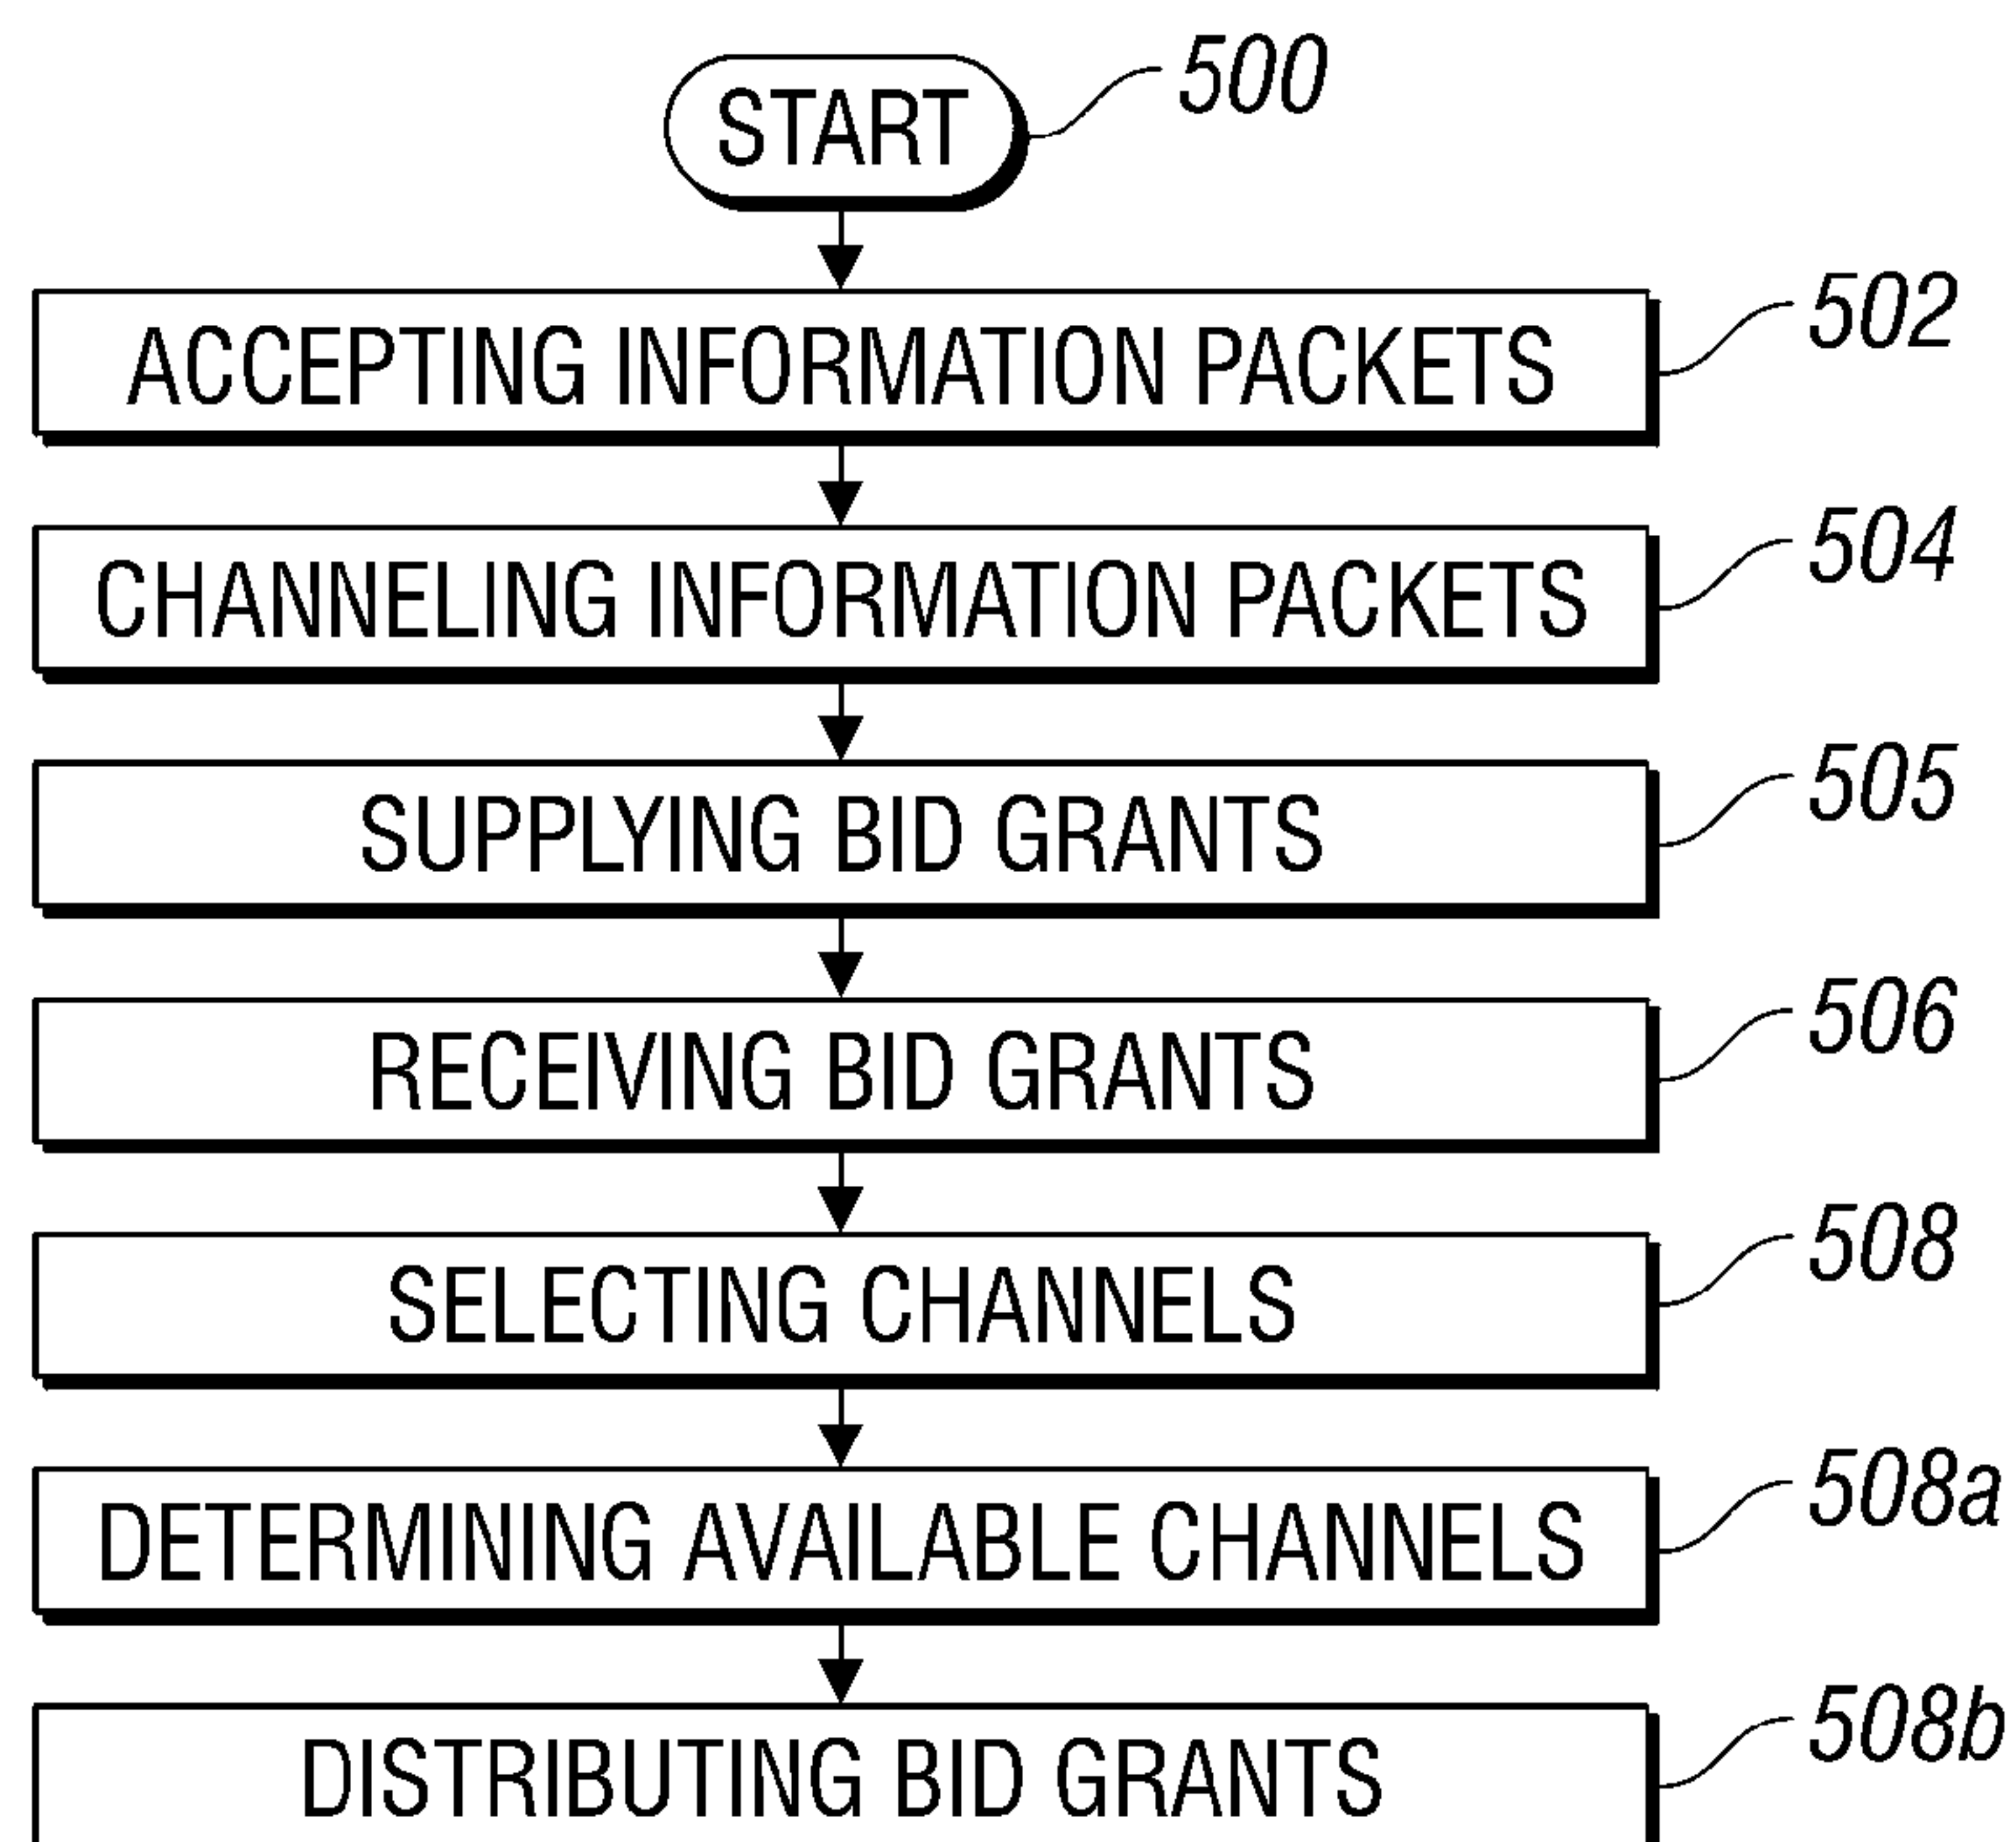 START 500
ACCEPTING INFORMATION PACKETS 502
CHANNELING INFORMATION PACKETS 504
SUPPLYING BID GRANTS 505
RECEIVING BID GRANTS 506
SELECTING CHANNELS 508
DETERMINING AVAILABLE CHANNELS 508a
DISTRIBUTING BID GRANTS 508b